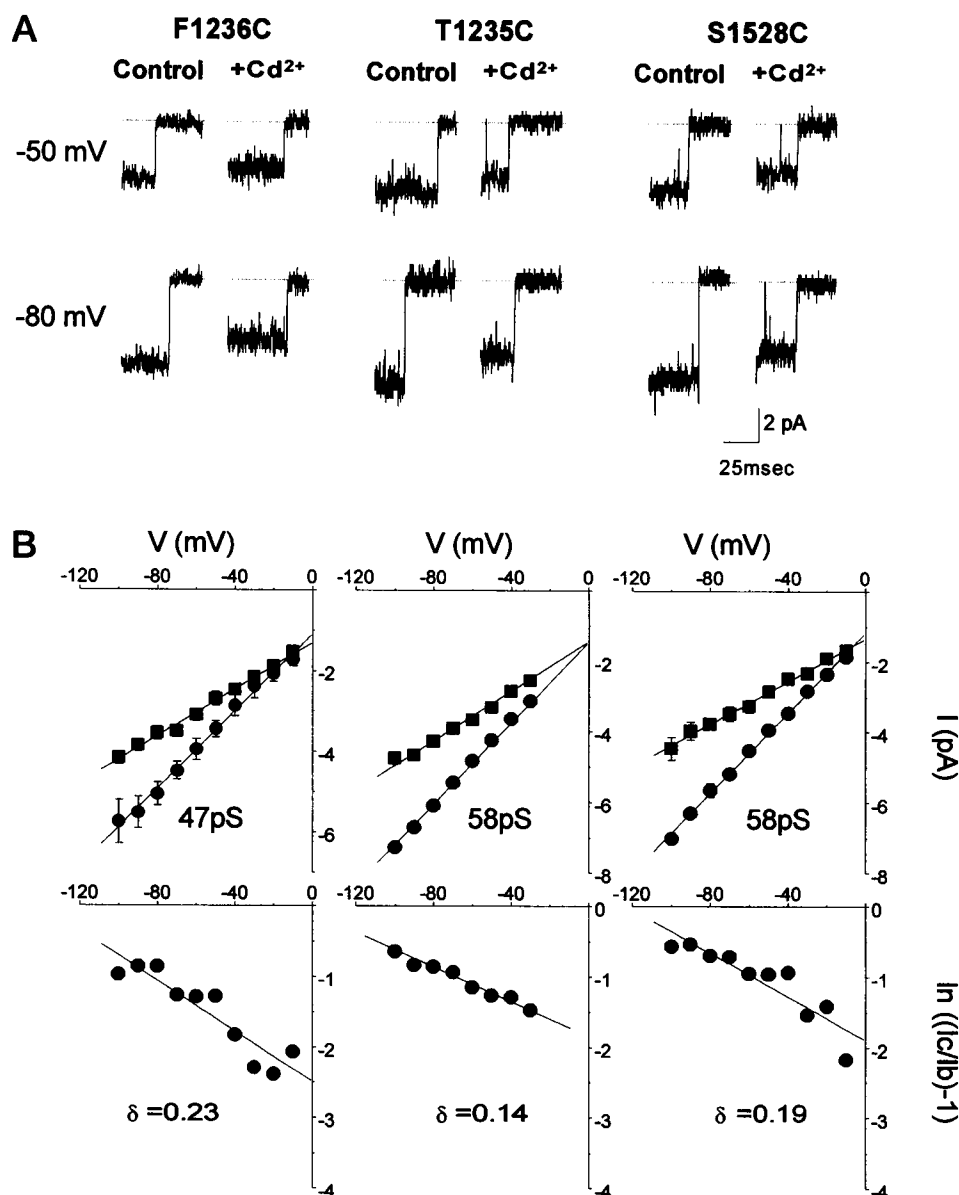 A
F1236C T1235C S1528C
Control +Cd²⁺ Control +Cd²⁺ Control +Cd²⁺
-50 mV
-80 mV
2 pA
25msec
B
V (mV) V (mV) V (mV)
-120 -80 -40 0 -120 -80 -40 0 -120 -80 -40 0
-2 -2 -2
-4 -4 -4
-6 -6 -6
-8 -8
I (pA)
47pS 58pS 58pS
-120 -80 -40 0 -120 -80 -40 0 -120 -80 -40 0
0 0
-1 -1 -1
-2 -2 -2
-3 -3 -3
-4 -4 -4
ln ((Ic/Ib)-1)
δ =0.23 δ =0.14 δ =0.19